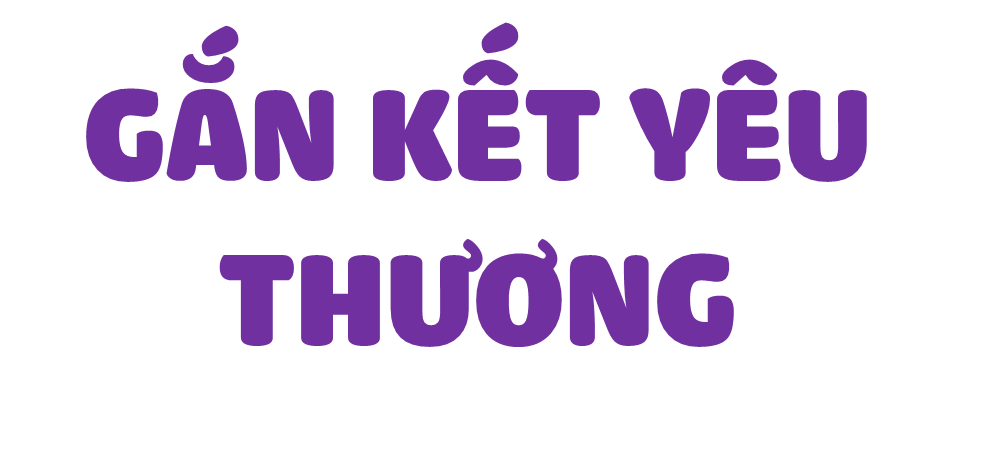 GẮN KẾT YÊU
THƯƠNG